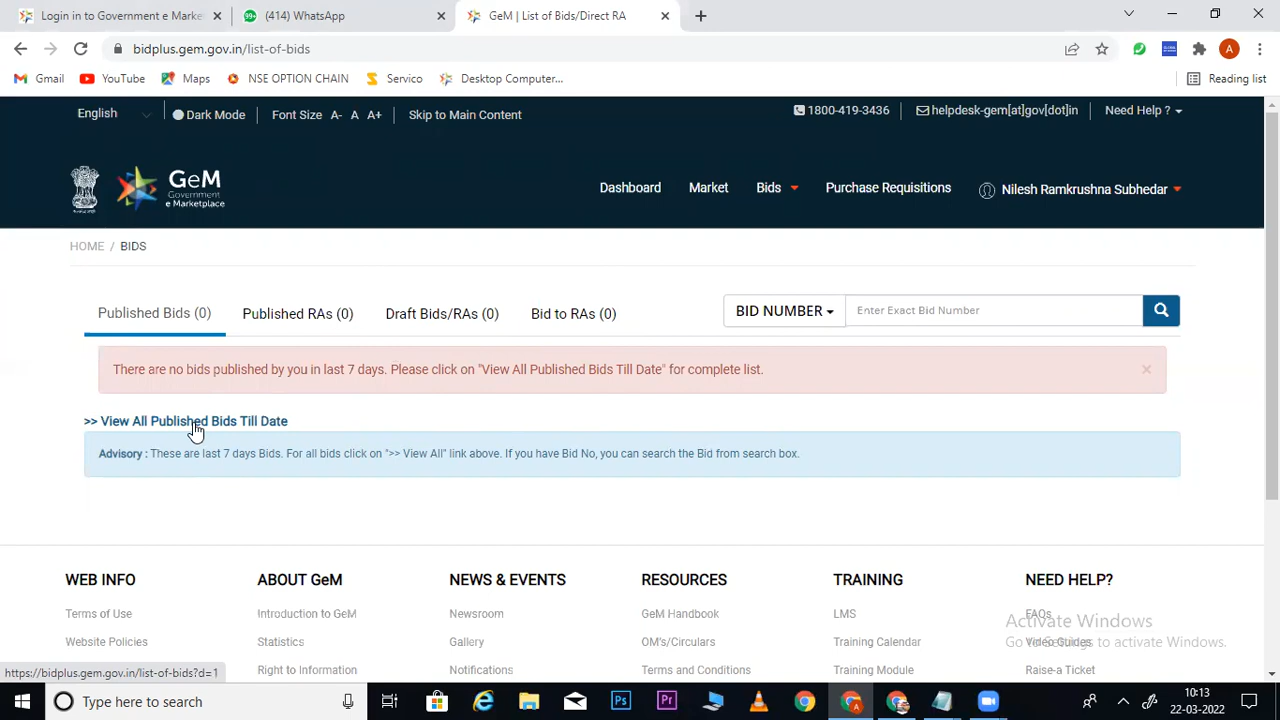 Login in to Government e Marke
(414) WhatsApp
GeM | List of Bids/Direct RA
bidplus.gem.gov.in/list-of-bids
A
Gmail
YouTube
Maps
NSE OPTION CHAIN
Servico
Desktop Computer...
Reading list
English
Dark Mode
Font Size A- A A+
Skip to Main Content
1800-419-3436
helpdesk-gem[at]gov[dot]in
Need Help ?
GeM
Government
e Marketplace
Dashboard
Market
Bids
Purchase Requisitions
Nilesh Ramkrushna Subhedar
HOME / BIDS
Published Bids (0)
Published RAs (0)
Draft Bids/RAs (0)
Bid to RAs (0)
BID NUMBER
Enter Exact Bid Number
There are no bids published by you in last 7 days. Please click on "View All Published Bids Till Date" for complete list.
×
>> View All Published Bids Till Date
Advisory : These are last 7 days Bids. For all bids click on ">> View All" link above. If you have Bid No, you can search the Bid from search box.
WEB INFO
ABOUT GeM
NEWS & EVENTS
RESOURCES
TRAINING
NEED HELP?
Terms of Use
Introduction to GeM
Newsroom
GeM Handbook
LMS
FAQs
Activate Windows
Website Policies
Statistics
Gallery
OM's/Circulars
Training Calendar
Video Guides
Go to Settings to activate Windows.
Right to Information
Notifications
Terms and Conditions
Training Module
Raise-a Ticket
https://bidplus.gem.gov.in/list-of-bids?d=1
Type here to search
Ps
Pr
A
10:13
22-03-2022